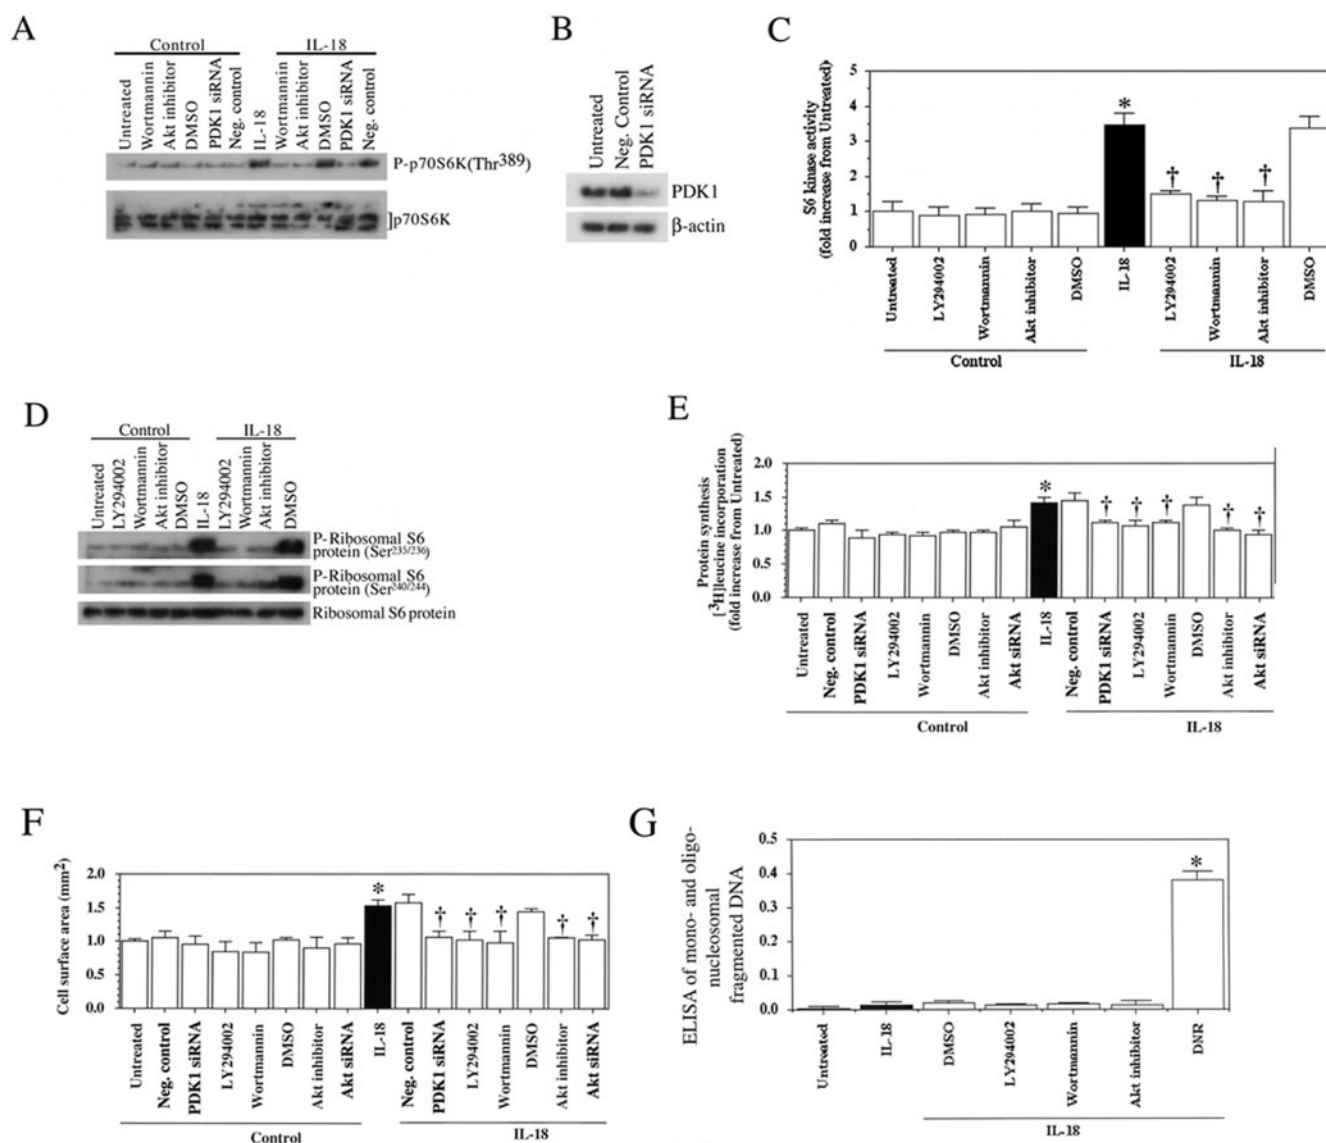 A
Control
IL-18
Untreated
Wortmannin
Akt inhibitor
DMSO
PDK1 siRNA
Neg. control
IL-18
Wortmannin
Akt inhibitor
DMSO
PDK1 siRNA
Neg. control
P-p70S6K(Thr389)
]p70S6K
B
Untreated
Neg. Control
PDK1 siRNA
PDK1
β-actin
C
S6 kinase activity
(fold increase from Untreated)
5
4
3
2
1
0
*
†
†
†
Untreated
LY294002
Wortmannin
Akt inhibitor
DMSO
IL-18
LY294002
Wortmannin
Akt inhibitor
DMSO
Control
IL-18
D
Control
IL-18
Untreated
LY294002
Wortmannin
Akt inhibitor
DMSO
IL-18
LY294002
Wortmannin
Akt inhibitor
DMSO
P-Ribosomal S6
protein (Ser235/236)
P-Ribosomal S6
protein (Ser240/244)
Ribosomal S6 protein
E
Protein synthesis
[3H]leucine incorporation
(fold increase from Untreated)
2.0
1.5
1.0
0.5
0.0
*
†
†
†
†
†
Untreated
Neg. control
PDK1 siRNA
LY294002
Wortmannin
DMSO
Akt inhibitor
Akt siRNA
IL-18
Neg. control
PDK1 siRNA
LY294002
Wortmannin
DMSO
Akt inhibitor
Akt siRNA
Control
IL-18
F
Cell surface area (mm2)
2.0
1.5
1.0
0.5
0.0
*
†
†
†
†
†
Untreated
Neg. control
PDK1 siRNA
LY294002
Wortmannin
DMSO
Akt inhibitor
Akt siRNA
IL-18
Neg. control
PDK1 siRNA
LY294002
Wortmannin
DMSO
Akt inhibitor
Akt siRNA
Control
IL-18
G
ELISA of mono- and oligo-
nucleosomal
fragmented DNA
0.5
0.4
0.3
0.2
0.1
0.0
*
Untreated
IL-18
DMSO
LY294002
Wortmannin
Akt inhibitor
DNR
IL-18